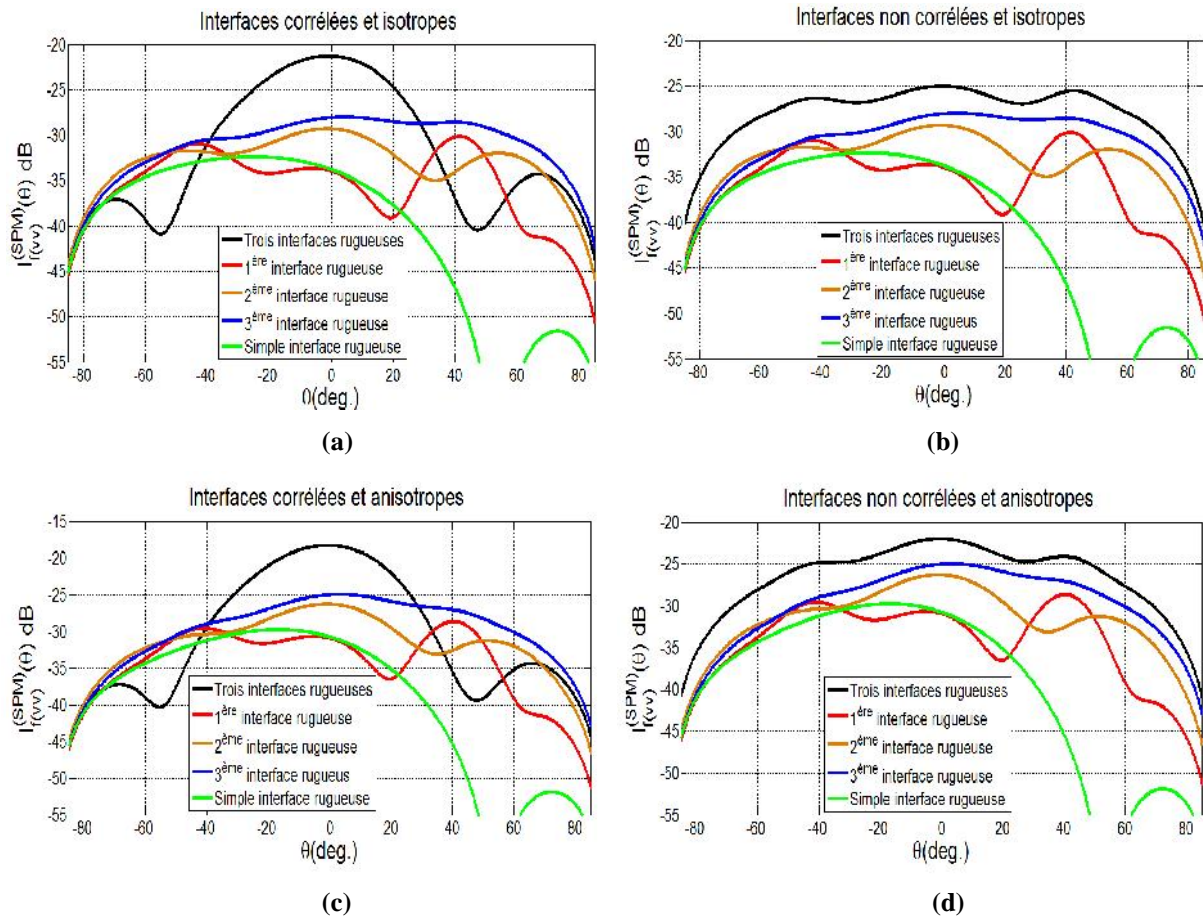 Interfaces corrélées et isotropes
I_f(vv)^(SPM)(θ) dB
-20
-25
-30
-35
-40
-45
-50
-55
Trois interfaces rugueuses
1ère interface rugueuse
2ème interface rugueuse
3ème interface rugueuse
Simple interface rugueuse
-80 -60 -40 -20 0 20 40 60 80
θ(deg.)
(a)
Interfaces non corrélées et isotropes
I_f(vv)^(SPM)(θ) dB
-20
-25
-30
-35
-40
-45
-50
-55
Trois interfaces rugueuses
1ère interface rugueuse
2ème interface rugueuse
3ème interface rugueus
Simple interface rugueuse
-80 -60 -40 -20 0 20 40 60 80
θ(deg.)
(b)
Interfaces corrélées et anisotropes
I_f(vv)^(SPM)(θ) dB
-15
-20
-25
-30
-35
-40
-45
-50
-55
Trois interfaces rugueuses
1ère interface rugueuse
2ème interface rugueuse
3ème interface rugueus
Simple interface rugueuse
-80 -60 -40 -20 0 20 40 60 80
θ(deg.)
(c)
Interfaces non corrélées et anisotropes
I_f(vv)^(SPM)(θ) dB
-20
-25
-30
-35
-40
-45
-50
-55
Trois interfaces rugueuses
1ère interface rugueuse
2ème interface rugueuse
3ème interface rugueuse
Simple interface rugueuse
-80 -60 -40 -20 0 20 40 60 80
θ(deg.)
(d)